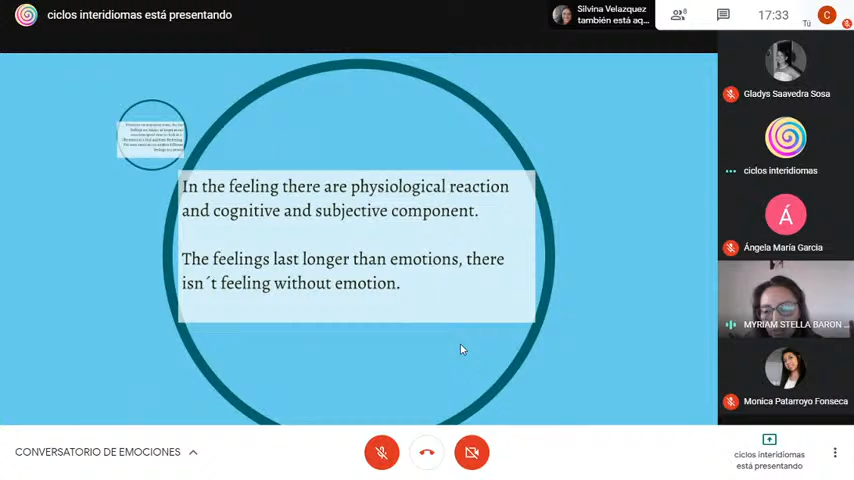 ciclos interidiomas está presentando
Silvina Velazquez
también está aq...
8
17:33
Tú
C
Gladys Saavedra Sosa
In the feeling there are physiological reaction
and cognitive and subjective component.
The feelings last longer than emotions, there
isn´t feeling without emotion.
ciclos interidiomas
Á
Ángela María García
MYRIAM STELLA BARON ...
Monica Patarroyo Fonseca
CONVERSATORIO DE EMOCIONES
ciclos interidiomas
está presentando